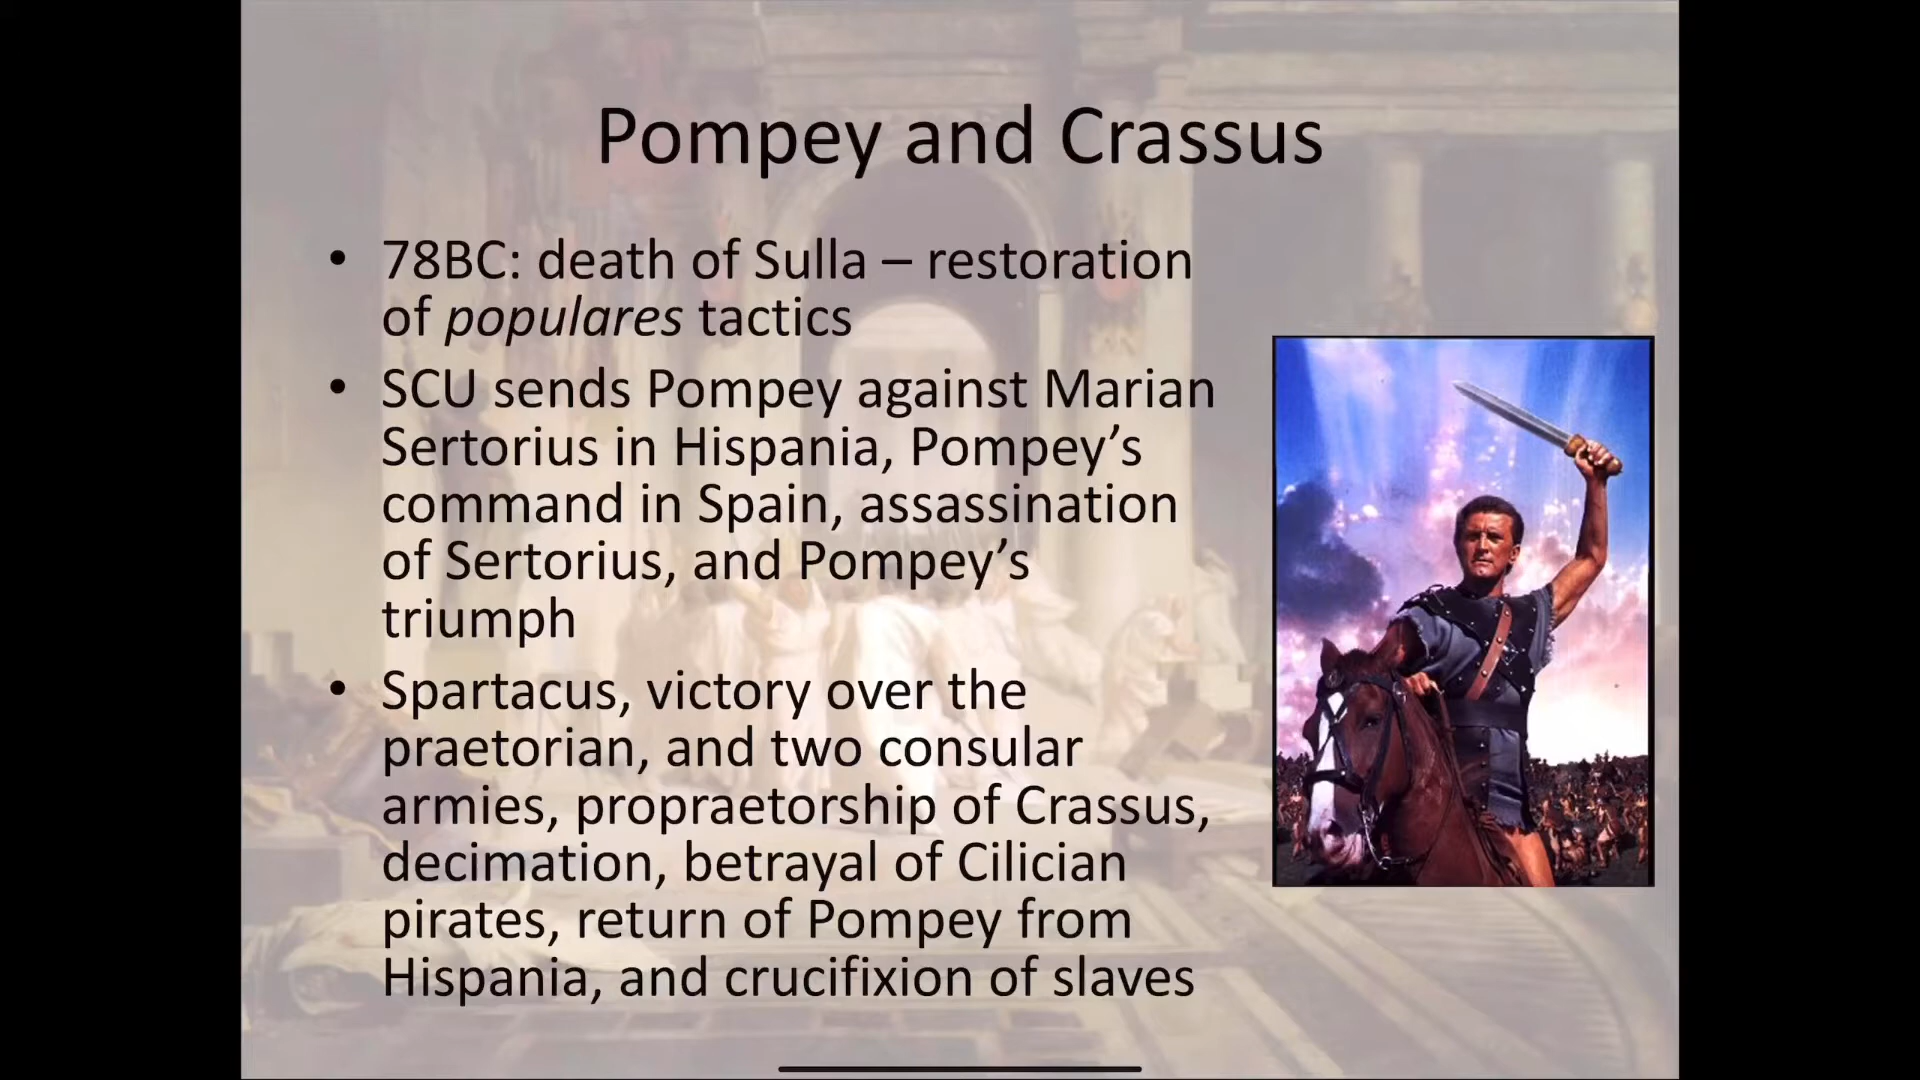 Pompey and Crassus
• 78BC: death of Sulla – restoration
of populares tactics
• SCU sends Pompey against Marian
Sertorius in Hispania, Pompey’s
command in Spain, assassination
of Sertorius, and Pompey’s
triumph
• Spartacus, victory over the
praetorian, and two consular
armies, propraetorship of Crassus,
decimation, betrayal of Cilician
pirates, return of Pompey from
Hispania, and crucifixion of slaves